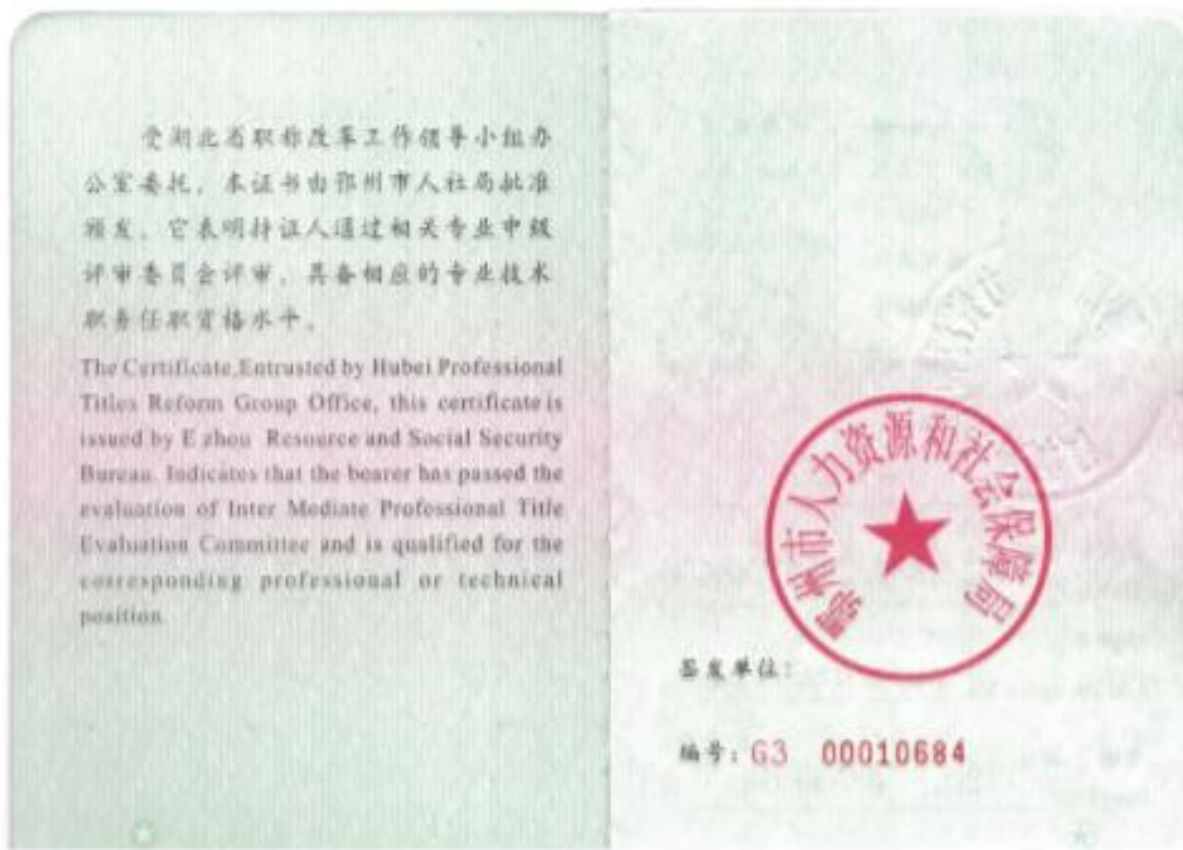 受湖北省职称改革工作领导小组办
公室委托，本证书由鄂州市人社局批准
颁发，它表明持证人通过相关专业中级
评审委员会评审，具备相应的专业技术
职务任职资格水平。
The Certificate,Entrusted by Hubei Professional
Titles Reform Group Office, this certificate is
issued by E zhou Resource and Social Security
Bureau. Indicates that the bearer has passed the
evaluation of Inter Mediate Professional Title
Evaluation Committee and is qualified for the
corresponding professional or technical
position.
鄂州市人力资源和社会保障局
签发单位：
编号：G3 00010684